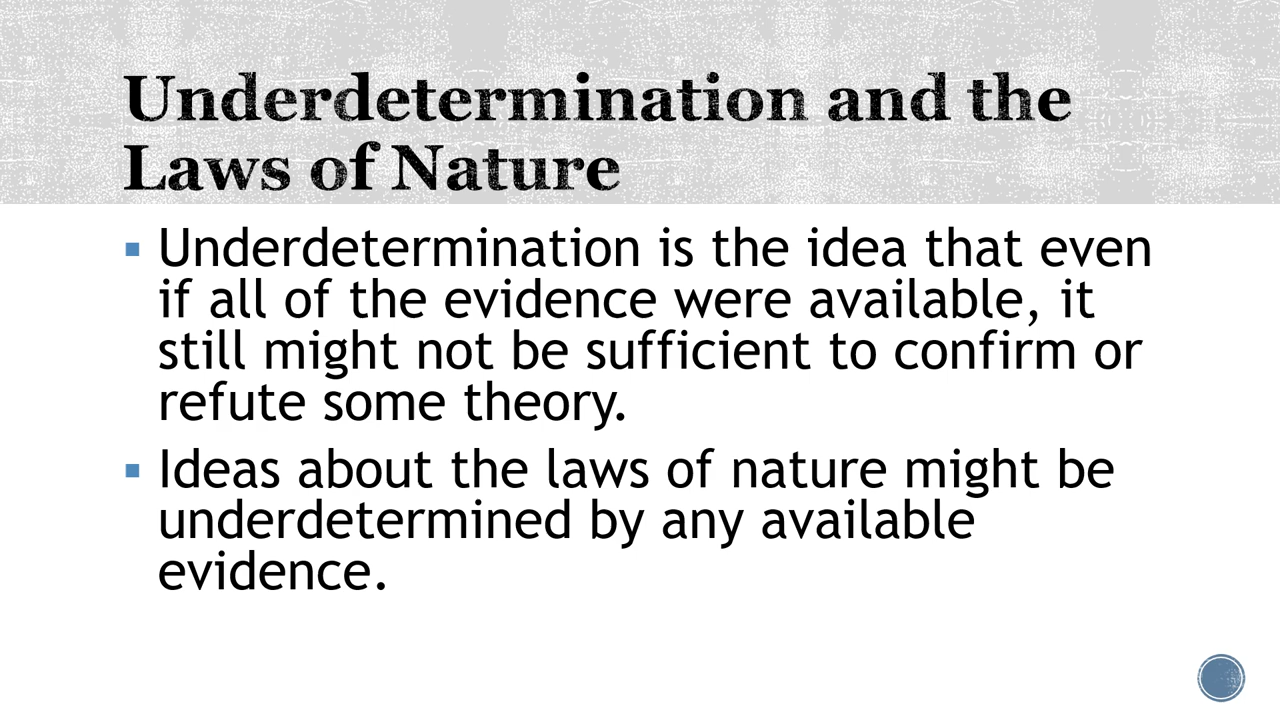 Underdetermination and the
Laws of Nature
▪ Underdetermination is the idea that even
if all of the evidence were available, it
still might not be sufficient to confirm or
refute some theory.
▪ Ideas about the laws of nature might be
underdetermined by any available
evidence.